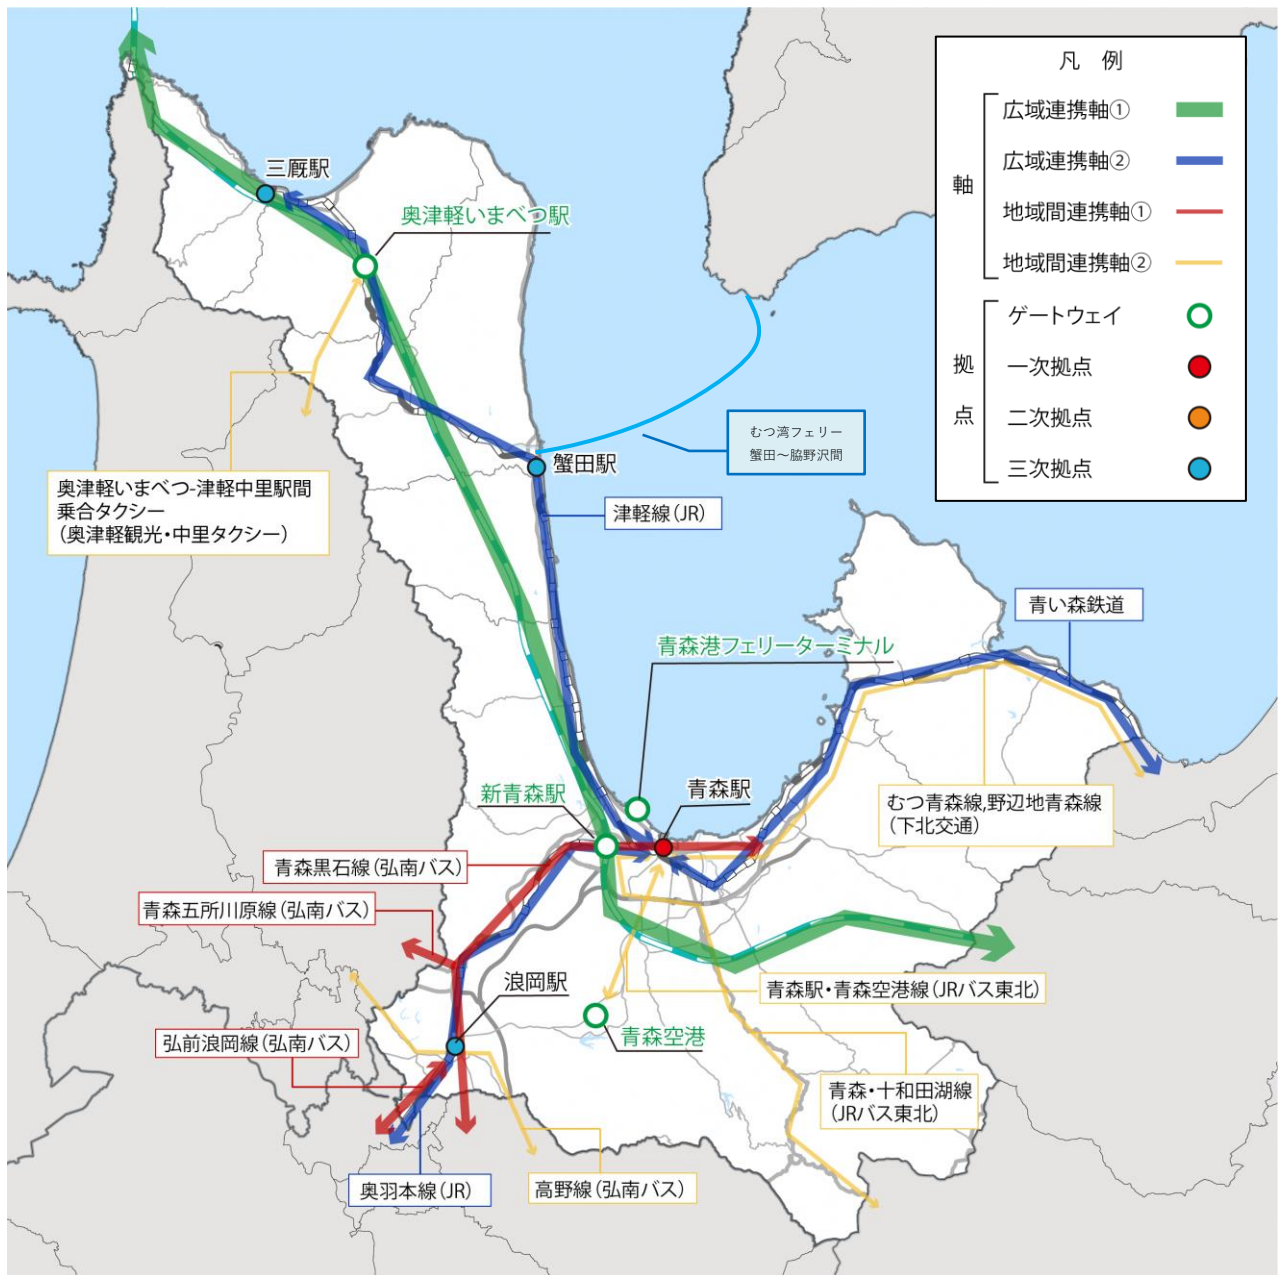 凡 例
軸
広域連携軸①
広域連携軸②
地域間連携軸①
地域間連携軸②
拠点
ゲートウェイ
一次拠点
二次拠点
三次拠点
三厩駅
奥津軽いまべつ駅
むつ湾フェリー
蟹田～脇野沢間
蟹田駅
奥津軽いまべつ-津軽中里駅間
乗合タクシー
(奥津軽観光・中里タクシー)
津軽線(JR)
青い森鉄道
青森港フェリーターミナル
新青森駅
青森駅
むつ青森線,野辺地青森線
(下北交通)
青森黒石線(弘南バス)
青森五所川原線(弘南バス)
浪岡駅
青森駅・青森空港線(JRバス東北)
弘前浪岡線(弘南バス)
青森空港
青森・十和田湖線
(JRバス東北)
奥羽本線(JR)
高野線(弘南バス)